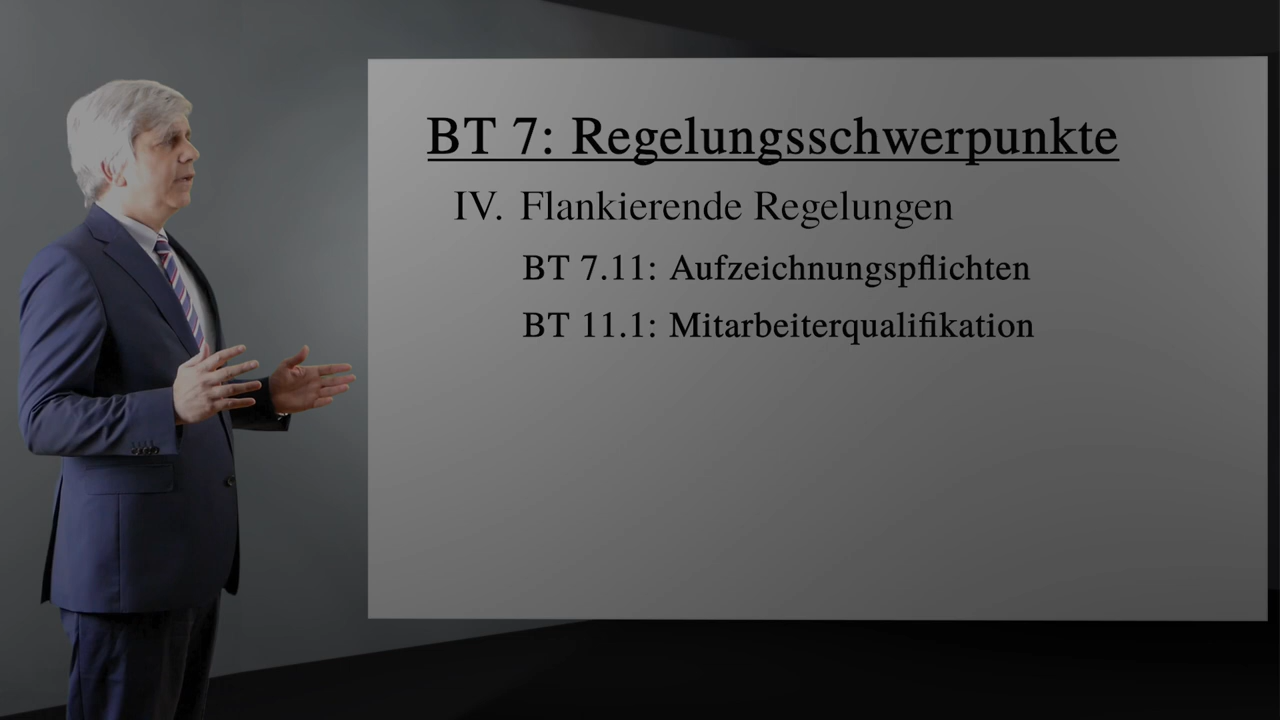 BT 7: Regelungsschwerpunkte
IV. Flankierende Regelungen
BT 7.11: Aufzeichnungspflichten
BT 11.1: Mitarbeiterqualifikation